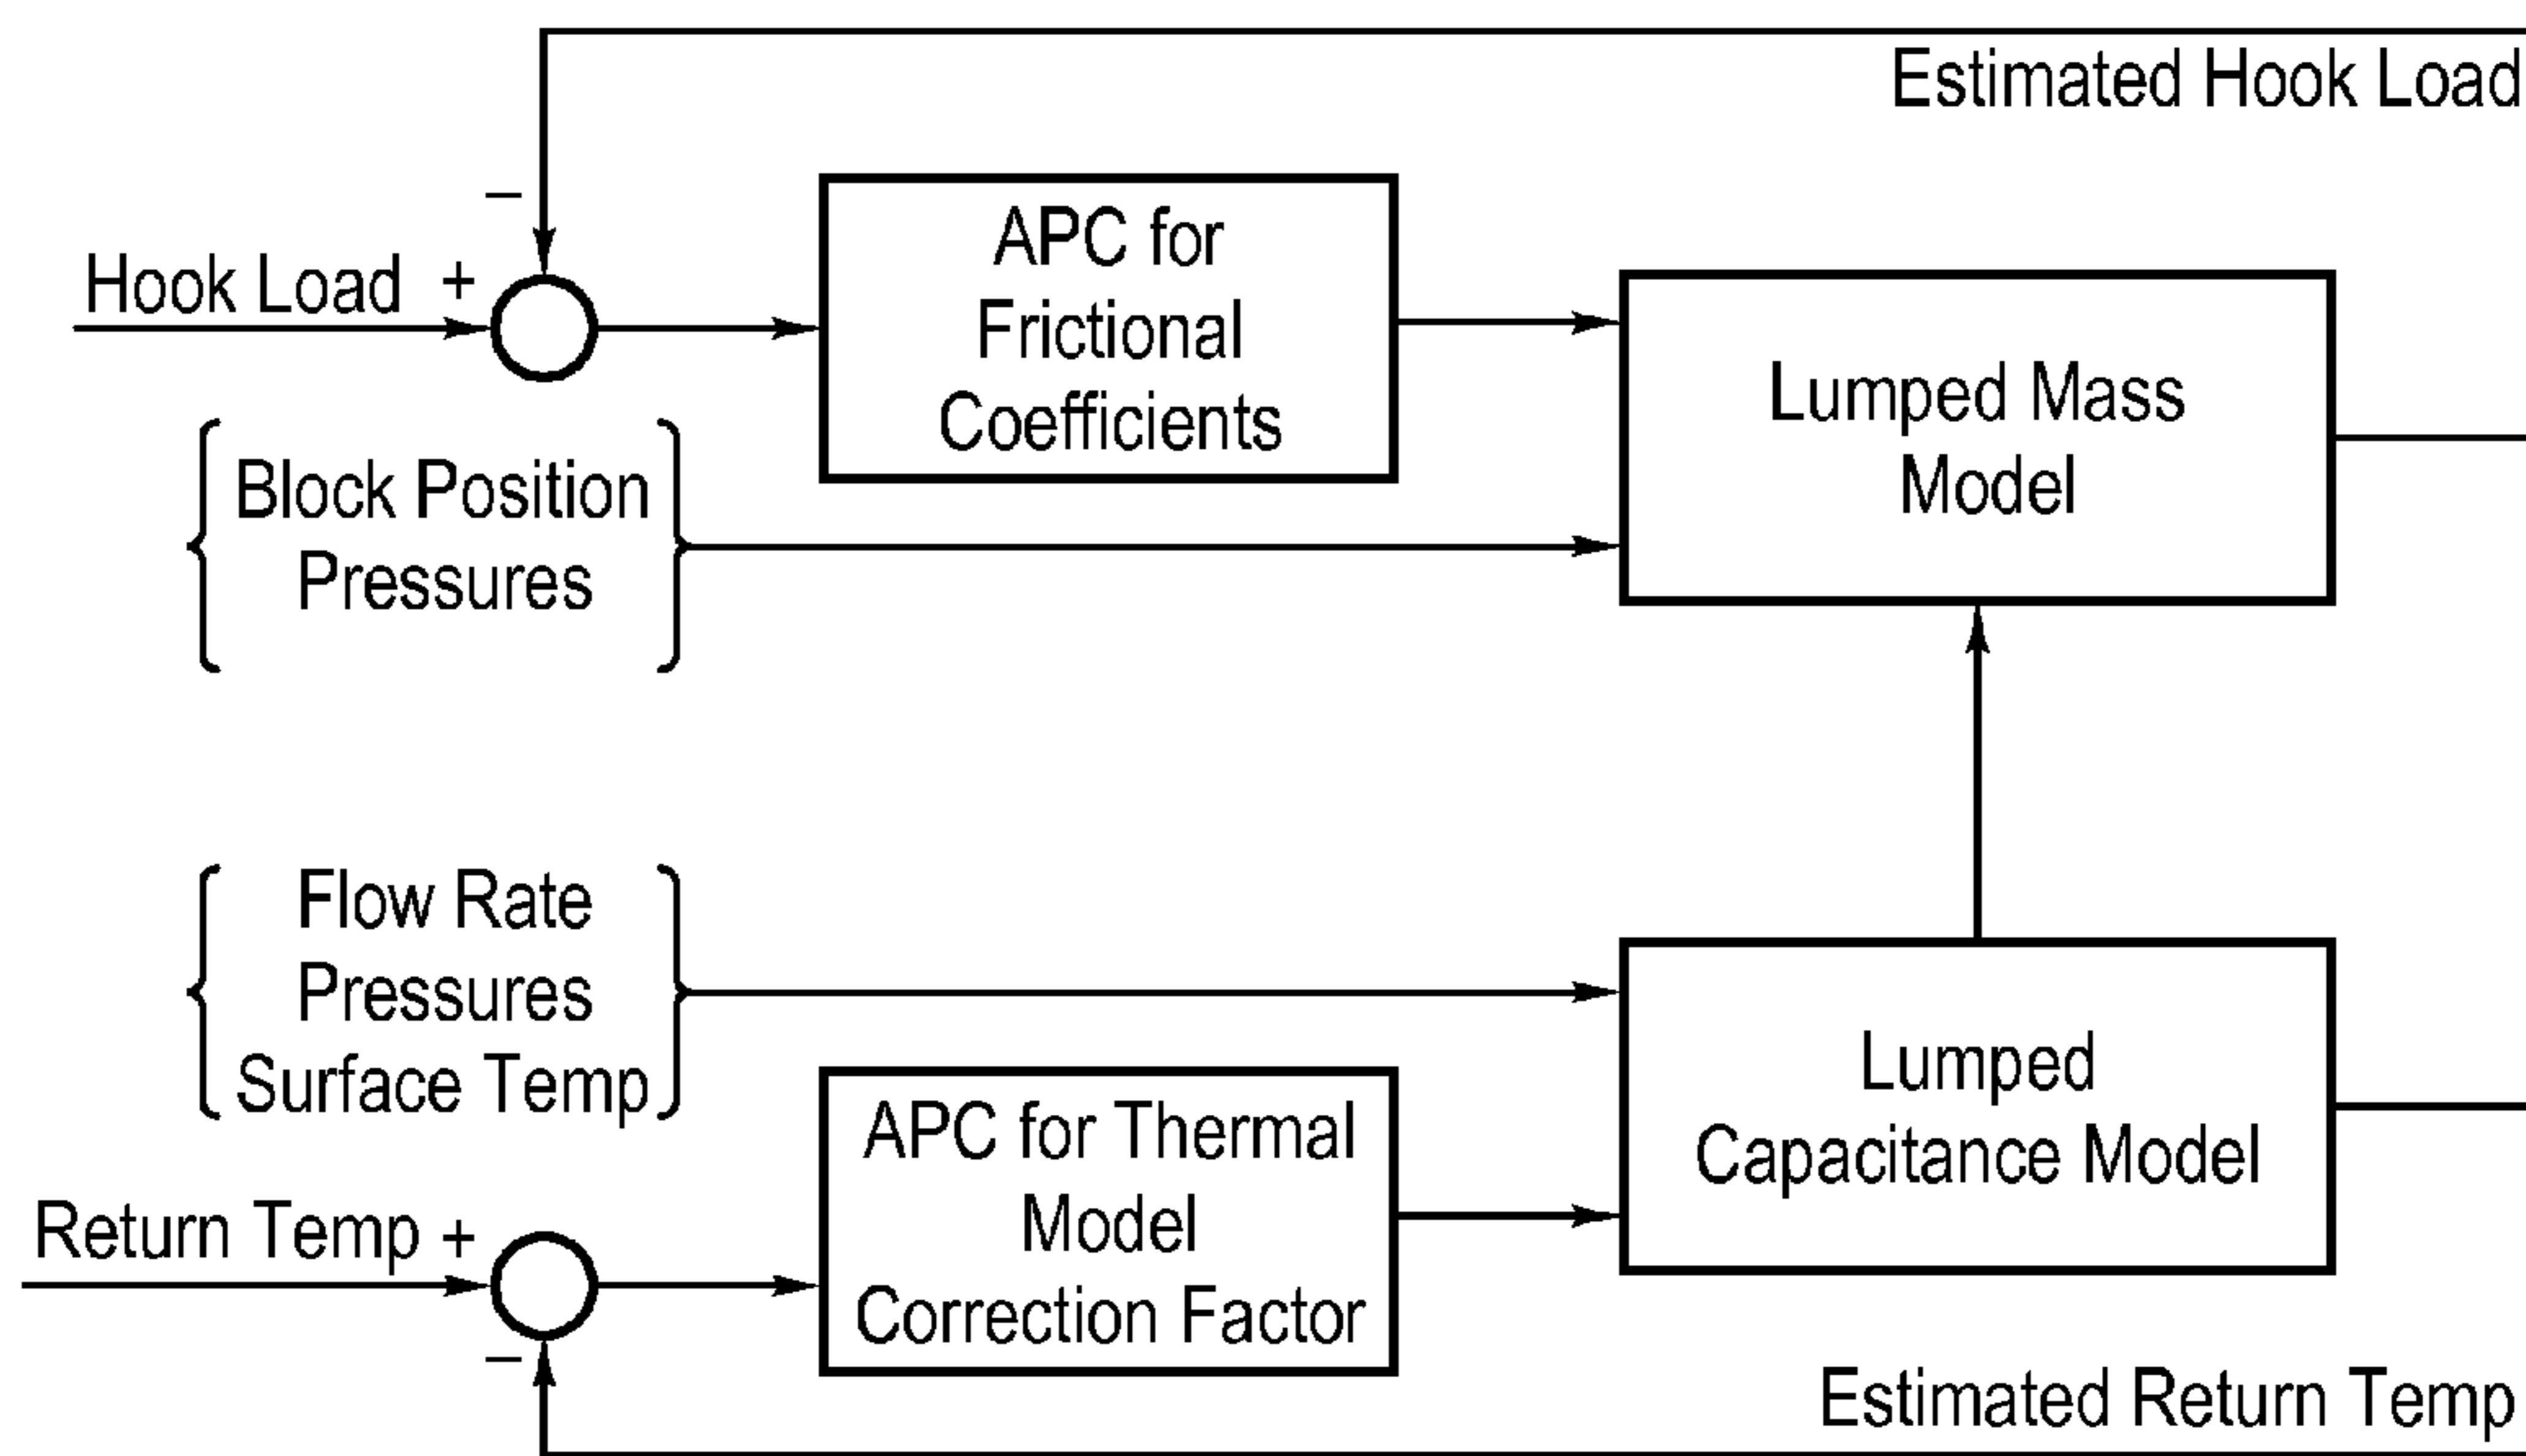 Estimated Hook Load
–
Hook Load +
APC for
Frictional
Coefficients
Lumped Mass
Model
Block Position
Pressures
Flow Rate
Pressures
Surface Temp
Lumped
Capacitance Model
APC for Thermal
Model
Correction Factor
Return Temp +
–
Estimated Return Temp